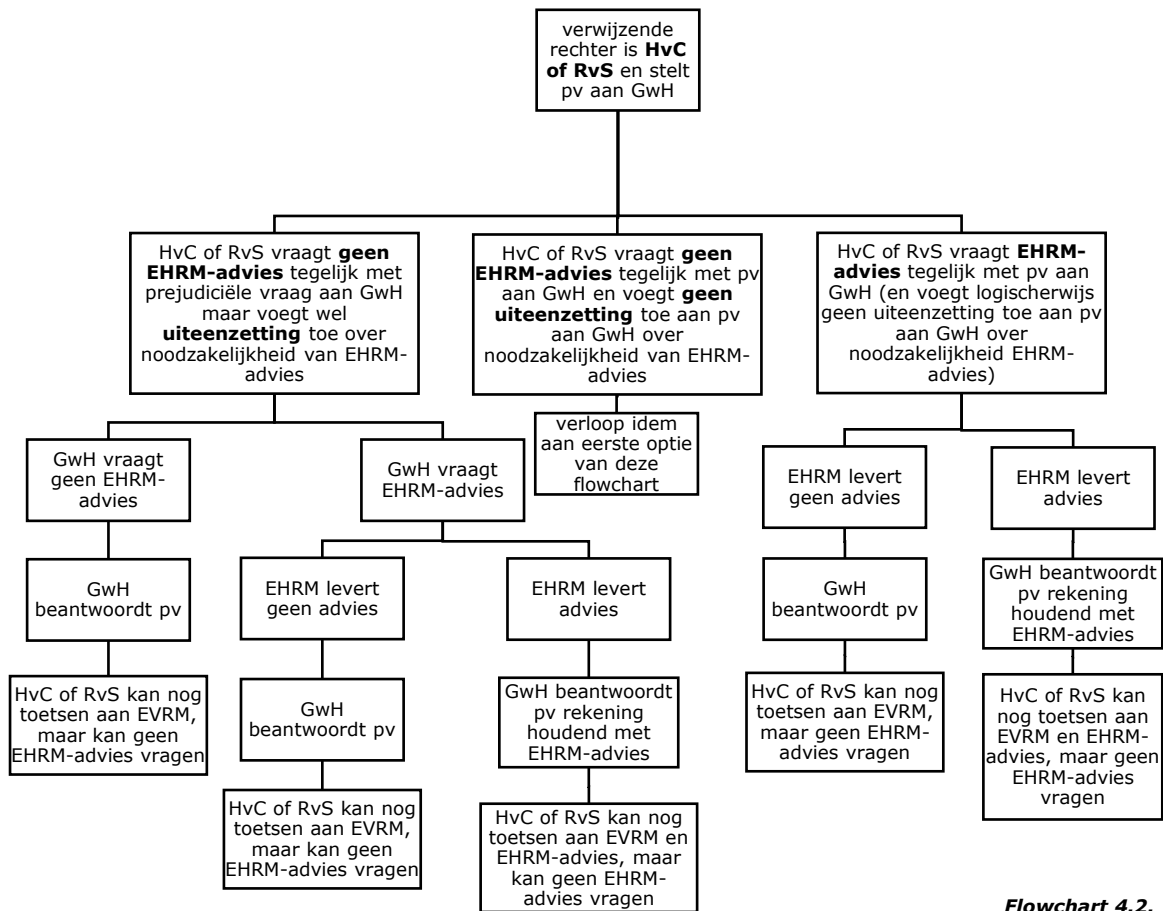 verwijzende
rechter is HvC
of RvS en stelt
pv aan GwH
HvC of RvS vraagt geen
EHRM-advies tegelijk met
prejudiciële vraag aan GwH
maar voegt wel
uiteenzetting toe over
noodzakelijkheid van EHRM-
advies
HvC of RvS vraagt geen
EHRM-advies tegelijk met pv
aan GwH en voegt geen
uiteenzetting toe aan pv
aan GwH over
noodzakelijkheid van EHRM-
advies
HvC of RvS vraagt EHRM-
advies tegelijk met pv aan
GwH (en voegt logischerwijs
geen uiteenzetting toe aan pv
aan GwH over
noodzakelijkheid EHRM-
advies)
GwH vraagt
geen EHRM-
advies
GwH vraagt
EHRM-advies
verloop idem
aan eerste optie
van deze
flowchart
EHRM levert
geen advies
EHRM levert
advies
GwH
beantwoordt pv
EHRM levert
geen advies
EHRM levert
advies
GwH
beantwoordt pv
GwH beantwoordt
pv rekening
houdend met
EHRM-advies
HvC of RvS kan nog
toetsen aan EVRM,
maar kan geen
EHRM-advies vragen
GwH
beantwoordt pv
GwH beantwoordt
pv rekening
houdend met
EHRM-advies
HvC of RvS kan nog
toetsen aan EVRM,
maar geen EHRM-
advies vragen
HvC of RvS kan
nog toetsen aan
EVRM en EHRM-
advies, maar geen
EHRM-advies
vragen
HvC of RvS kan nog
toetsen aan EVRM,
maar kan geen
EHRM-advies vragen
HvC of RvS kan nog
toetsen aan EVRM en
EHRM-advies, maar
kan geen EHRM-
advies vragen
Flowchart 4.2.